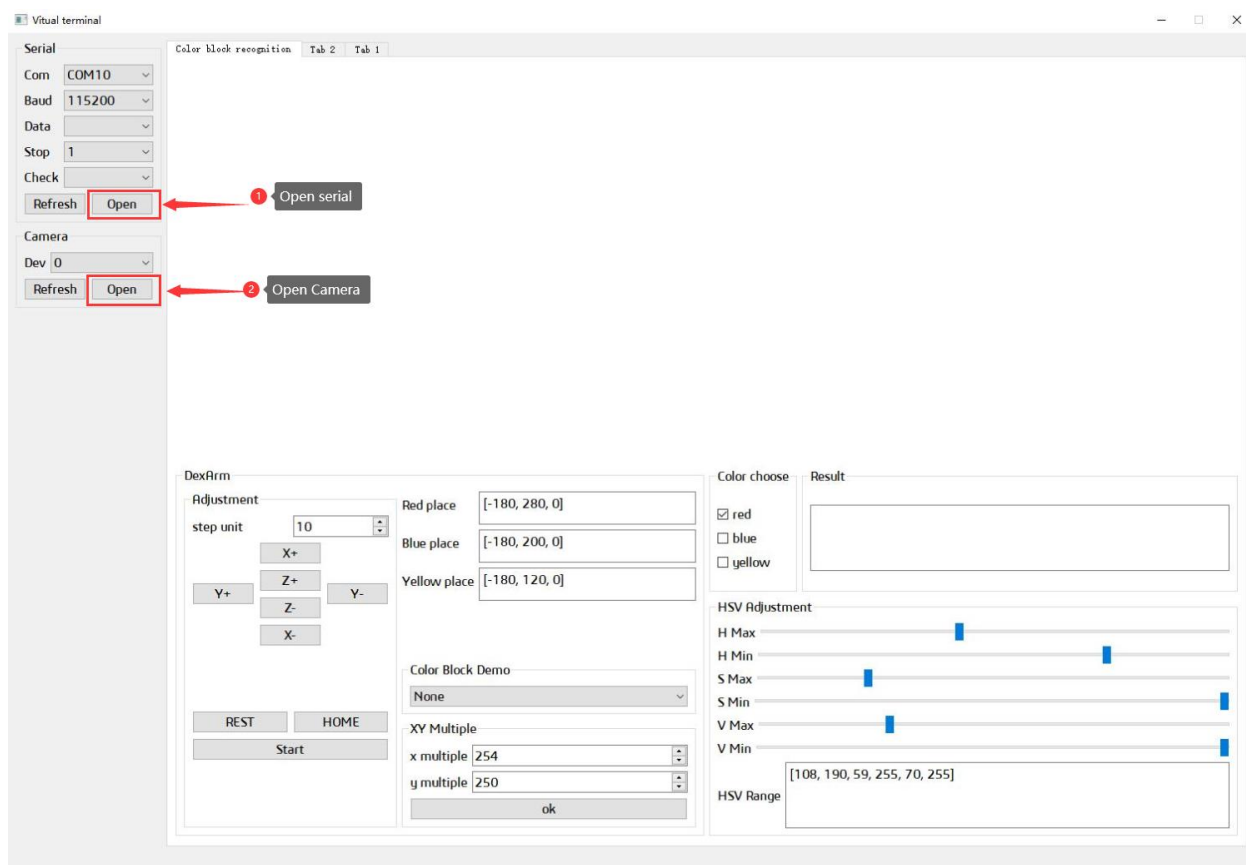 Vitual terminal
Serial
Com COM10
Baud 115200
Data
Stop 1
Check
Refresh Open
Camera
Dev 0
Refresh Open
Color block recognition Tab 2 Tab 1
1 Open serial
2 Open Camera
DexArm
Adjustment
step unit 10
X+
Z+
Y+ Y-
Z-
X-
REST HOME
Start
Red place [-180, 280, 0]
Blue place [-180, 200, 0]
Yellow place [-180, 120, 0]
Color Block Demo
None
XY Multiple
x multiple 254
y multiple 250
ok
Color choose
red
blue
yellow
Result
HSV Adjustment
H Max
H Min
S Max
S Min
V Max
V Min
HSV Range [108, 190, 59, 255, 70, 255]